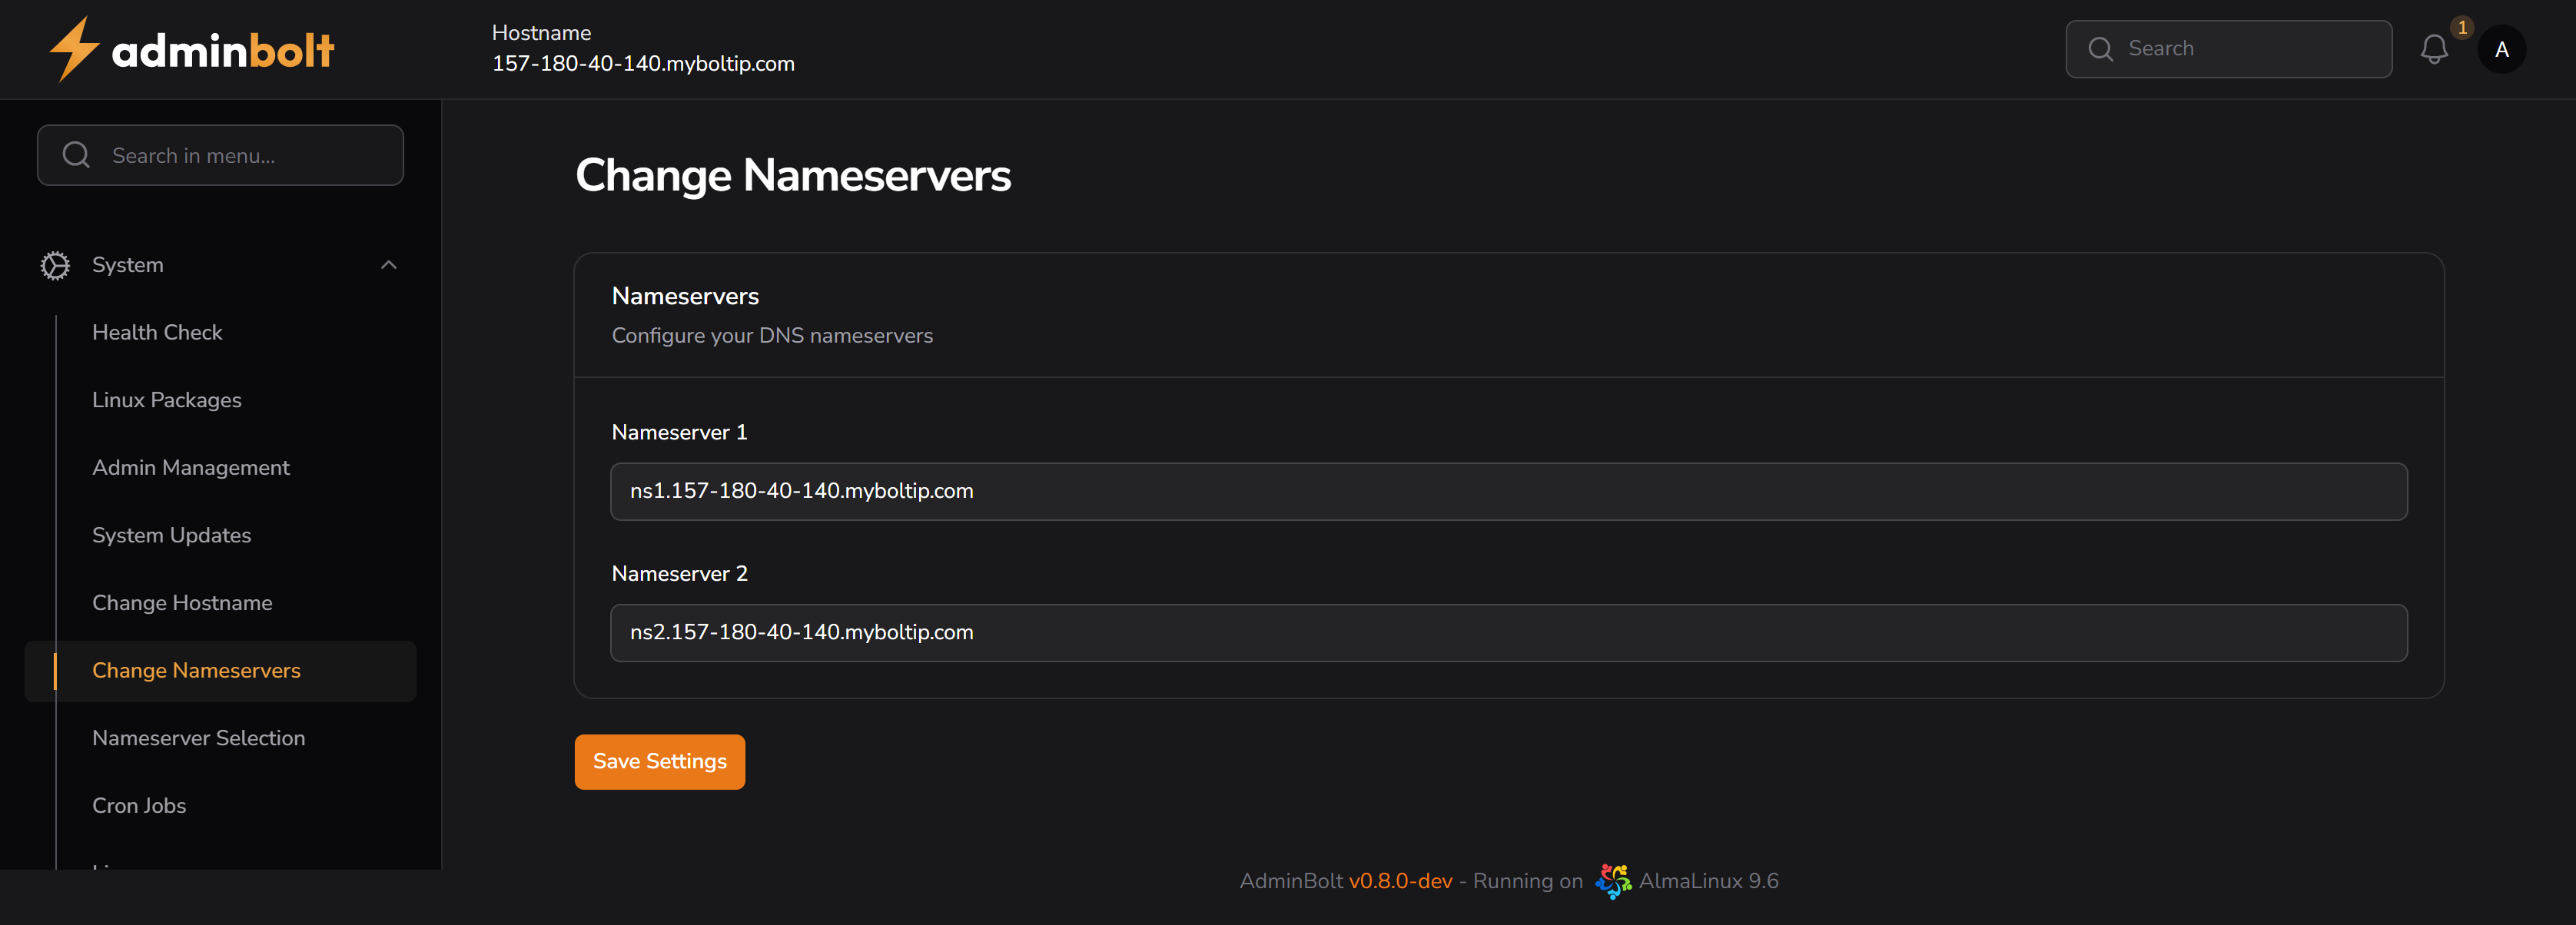 adminbolt
Hostname
157-180-40-140.myboltip.com
Search
1
A
Search in menu...
System
Health Check
Linux Packages
Admin Management
System Updates
Change Hostname
Change Nameservers
Nameserver Selection
Cron Jobs
Change Nameservers
Nameservers
Configure your DNS nameservers
Nameserver 1
ns1.157-180-40-140.myboltip.com
Nameserver 2
ns2.157-180-40-140.myboltip.com
Save Settings
AdminBolt v0.8.0-dev - Running on AlmaLinux 9.6